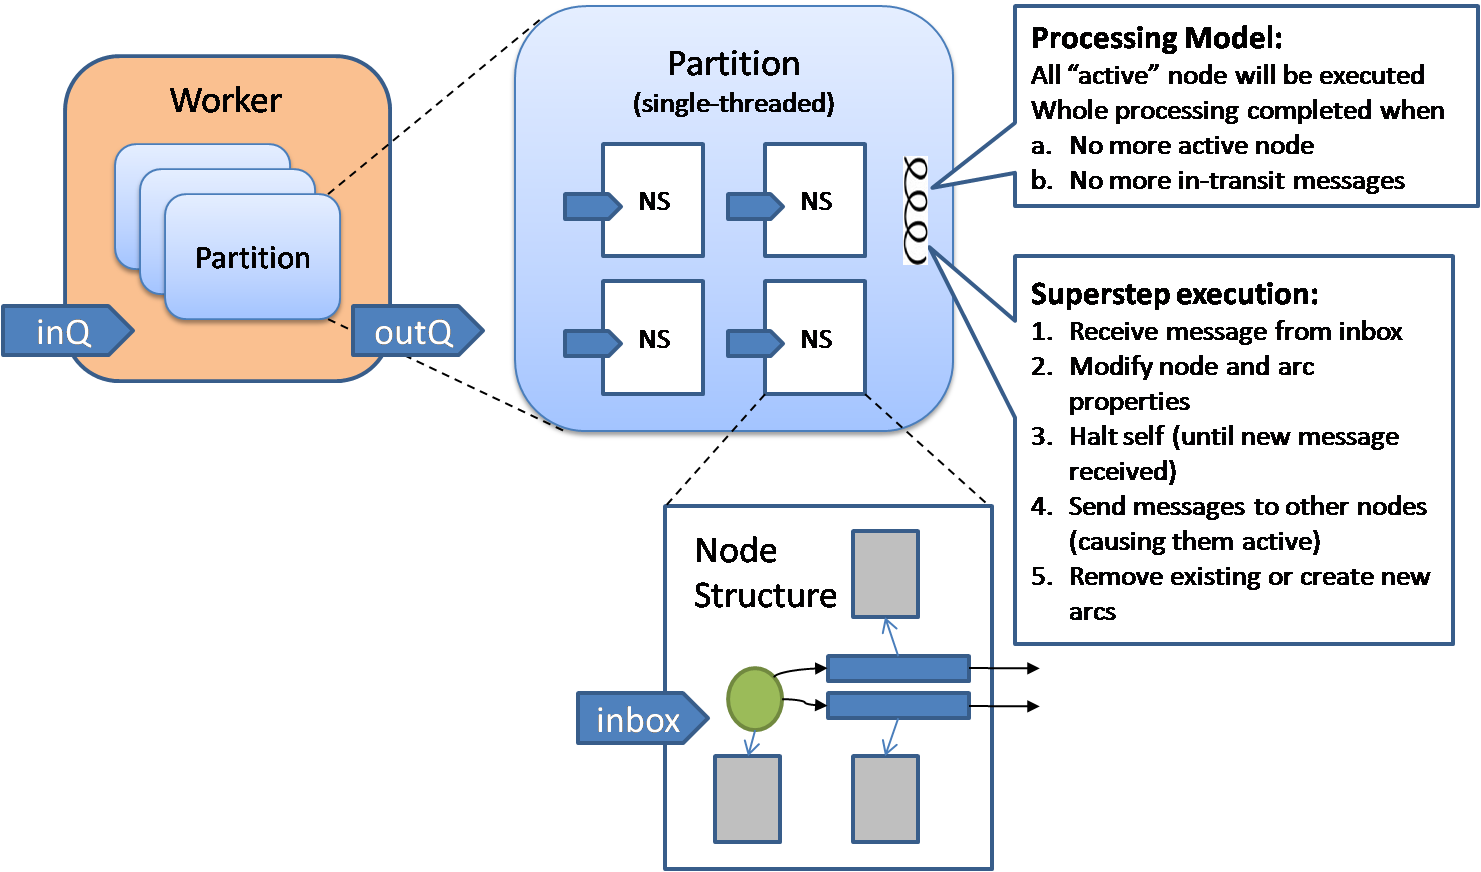 Worker
Partition
inQ
outQ
Partition
(single-threaded)
NS
NS
NS
NS
Processing Model:
All “active” node will be executed
Whole processing completed when
a. No more active node
b. No more in-transit messages
Superstep execution:
1. Receive message from inbox
2. Modify node and arc
properties
3. Halt self (until new message
received)
4. Send messages to other nodes
(causing them active)
5. Remove existing or create new
arcs
Node
Structure
inbox